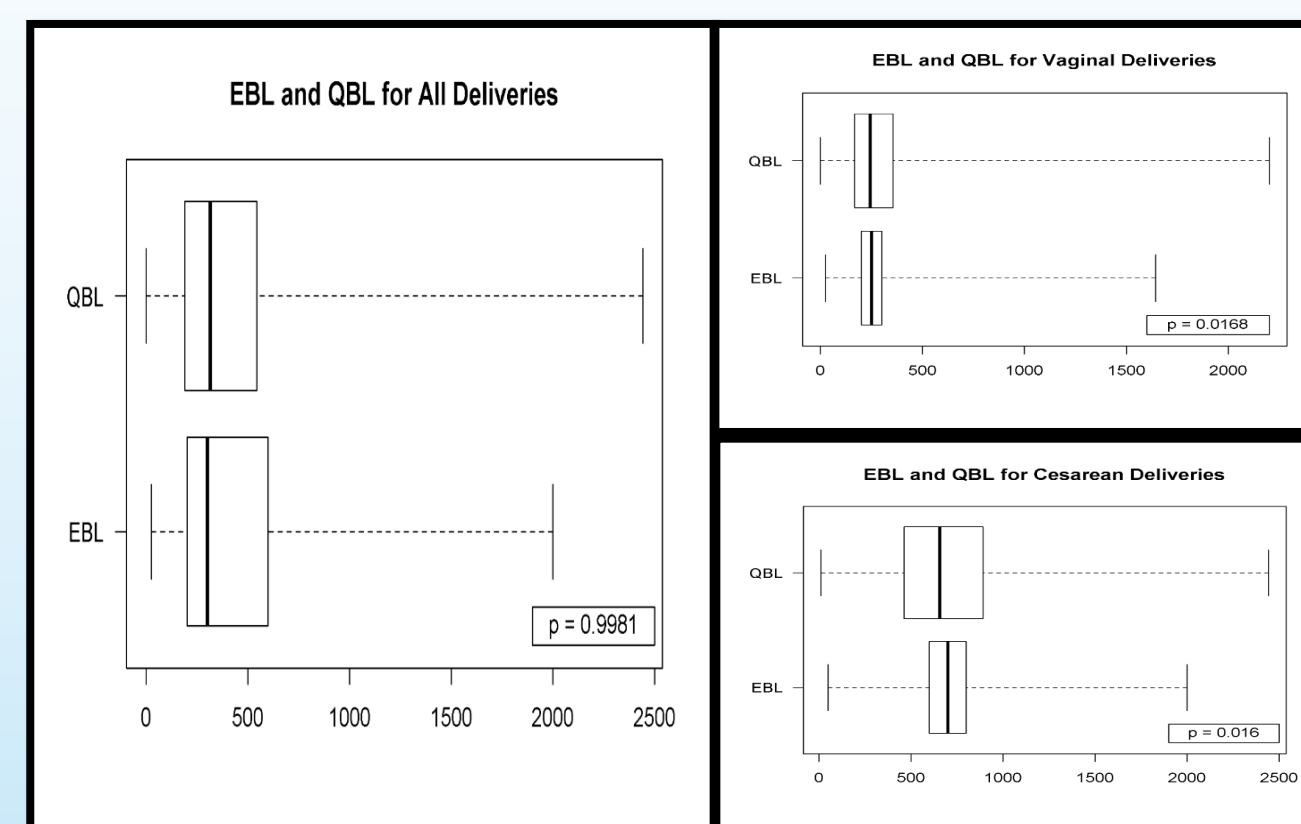 EBL and QBL for All Deliveries
QBL
EBL
p = 0.9981
0 500 1000 1500 2000 2500
EBL and QBL for Vaginal Deliveries
QBL
EBL
p = 0.0168
0 500 1000 1500 2000
EBL and QBL for Cesarean Deliveries
QBL
EBL
p = 0.016
0 500 1000 1500 2000 2500